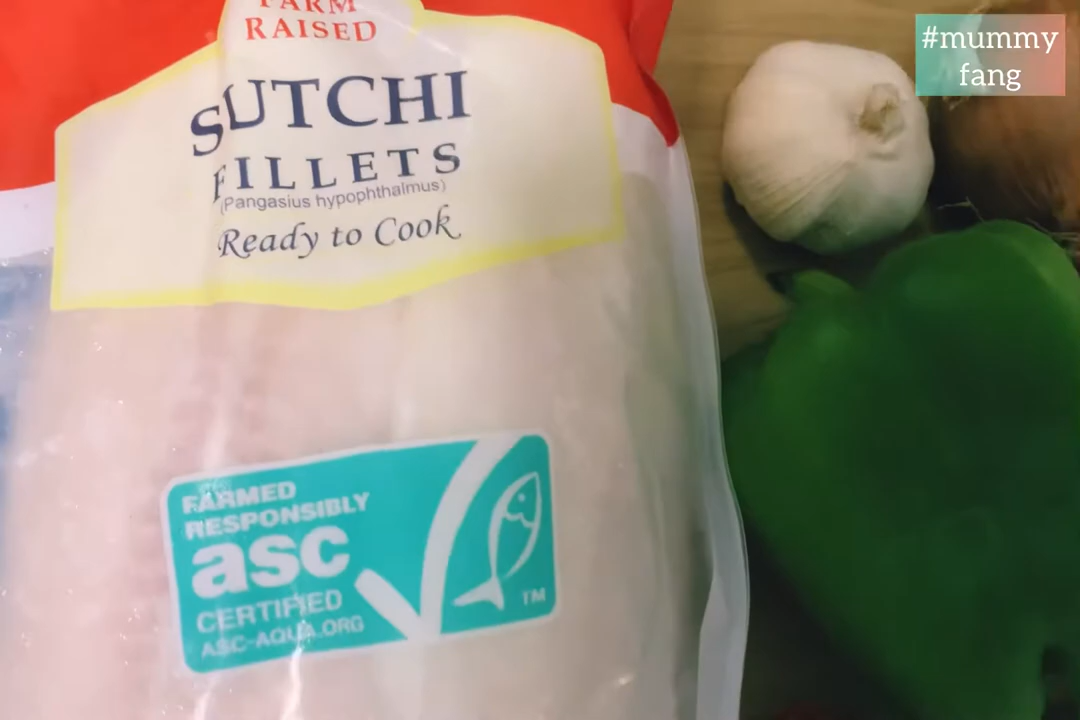 FARM
RAISED
SUTCHI
FILLETS
(Pangasius hypophthalmus)
Ready to Cook
FARMED
RESPONSIBLY
asc
CERTIFIED
ASC-AQUA.ORG
TM
#mummy
fang